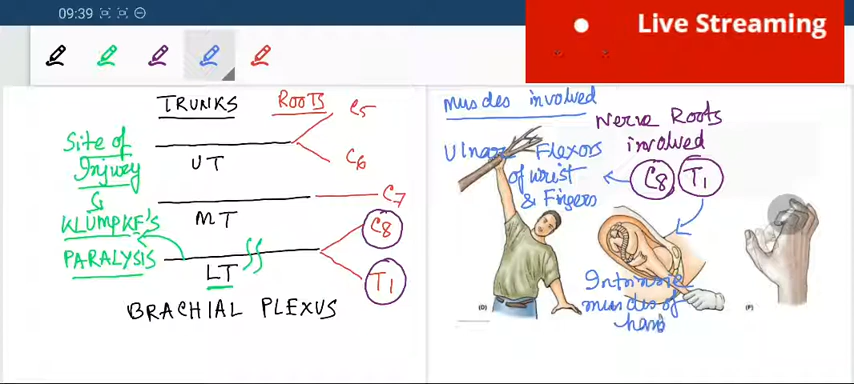 09:39
Live Streaming
TRUNKS
ROOTS
C5
C6
UT
C7
MT
C8
LT
T1
Site of
Injury
KLUMPKE'S
PARALYSIS
BRACHIAL PLEXUS
muscles involved
Nerve Roots
involved
C8 T1
Ulnar Flexors
of wrist
& Fingers
(D)
Intrinsic
muscles of
hand